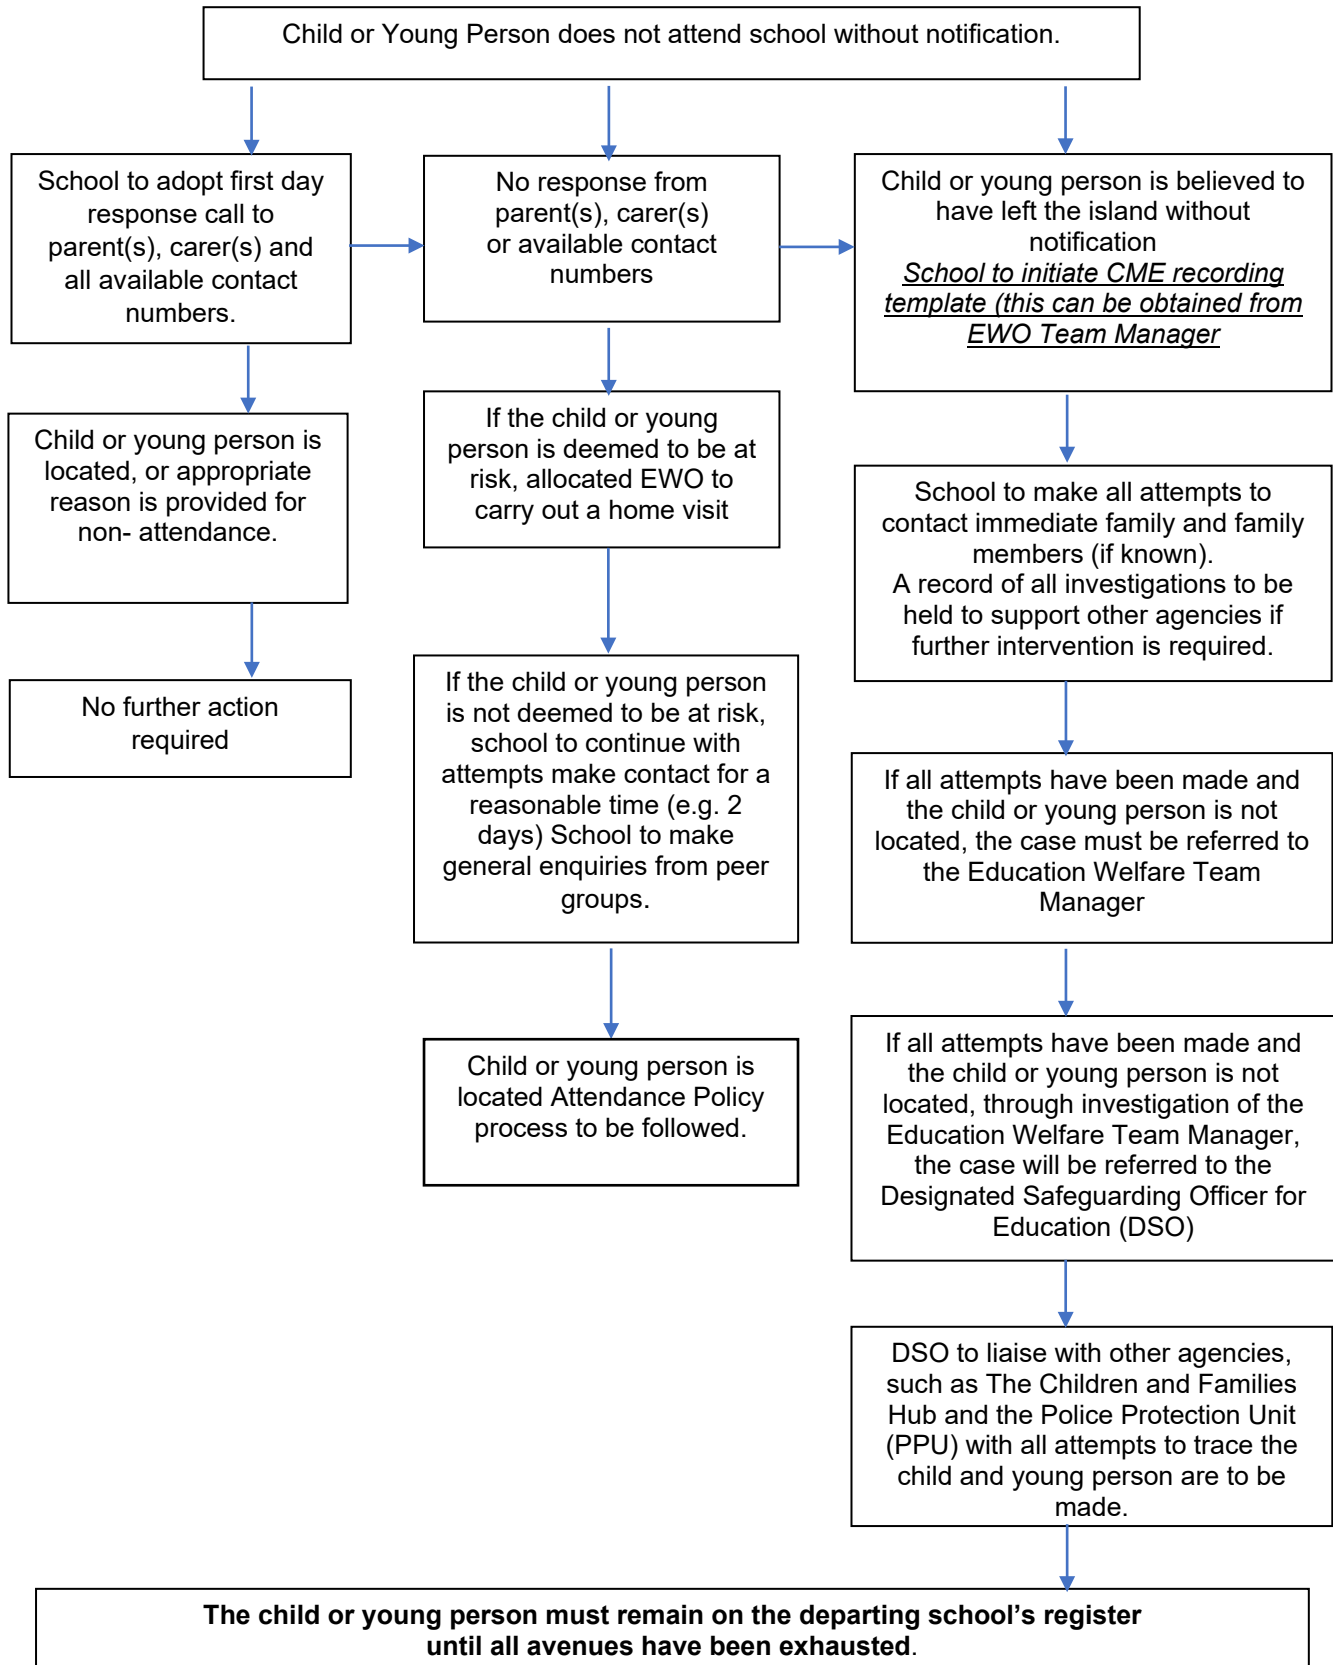 Child or Young Person does not attend school without notification.
School to adopt first day
response call to
parent(s), carer(s) and
all available contact
numbers.
No response from
parent(s), carer(s)
or available contact
numbers
Child or young person is believed to
have left the island without
notification
School to initiate CME recording
template (this can be obtained from
EWO Team Manager
Child or young person is
located, or appropriate
reason is provided for
non- attendance.
If the child or young
person is deemed to be at
risk, allocated EWO to
carry out a home visit
School to make all attempts to
contact immediate family and family
members (if known).
A record of all investigations to be
held to support other agencies if
further intervention is required.
No further action
required
If the child or young person
is not deemed to be at risk,
school to continue with
attempts make contact for a
reasonable time (e.g. 2
days) School to make
general enquiries from peer
groups.
If all attempts have been made and
the child or young person is not
located, the case must be referred to
the Education Welfare Team
Manager
Child or young person is
located Attendance Policy
process to be followed.
If all attempts have been made and
the child or young person is not
located, through investigation of the
Education Welfare Team Manager,
the case will be referred to the
Designated Safeguarding Officer for
Education (DSO)
DSO to liaise with other agencies,
such as The Children and Families
Hub and the Police Protection Unit
(PPU) with all attempts to trace the
child and young person are to be
made.
The child or young person must remain on the departing school’s register
until all avenues have been exhausted.